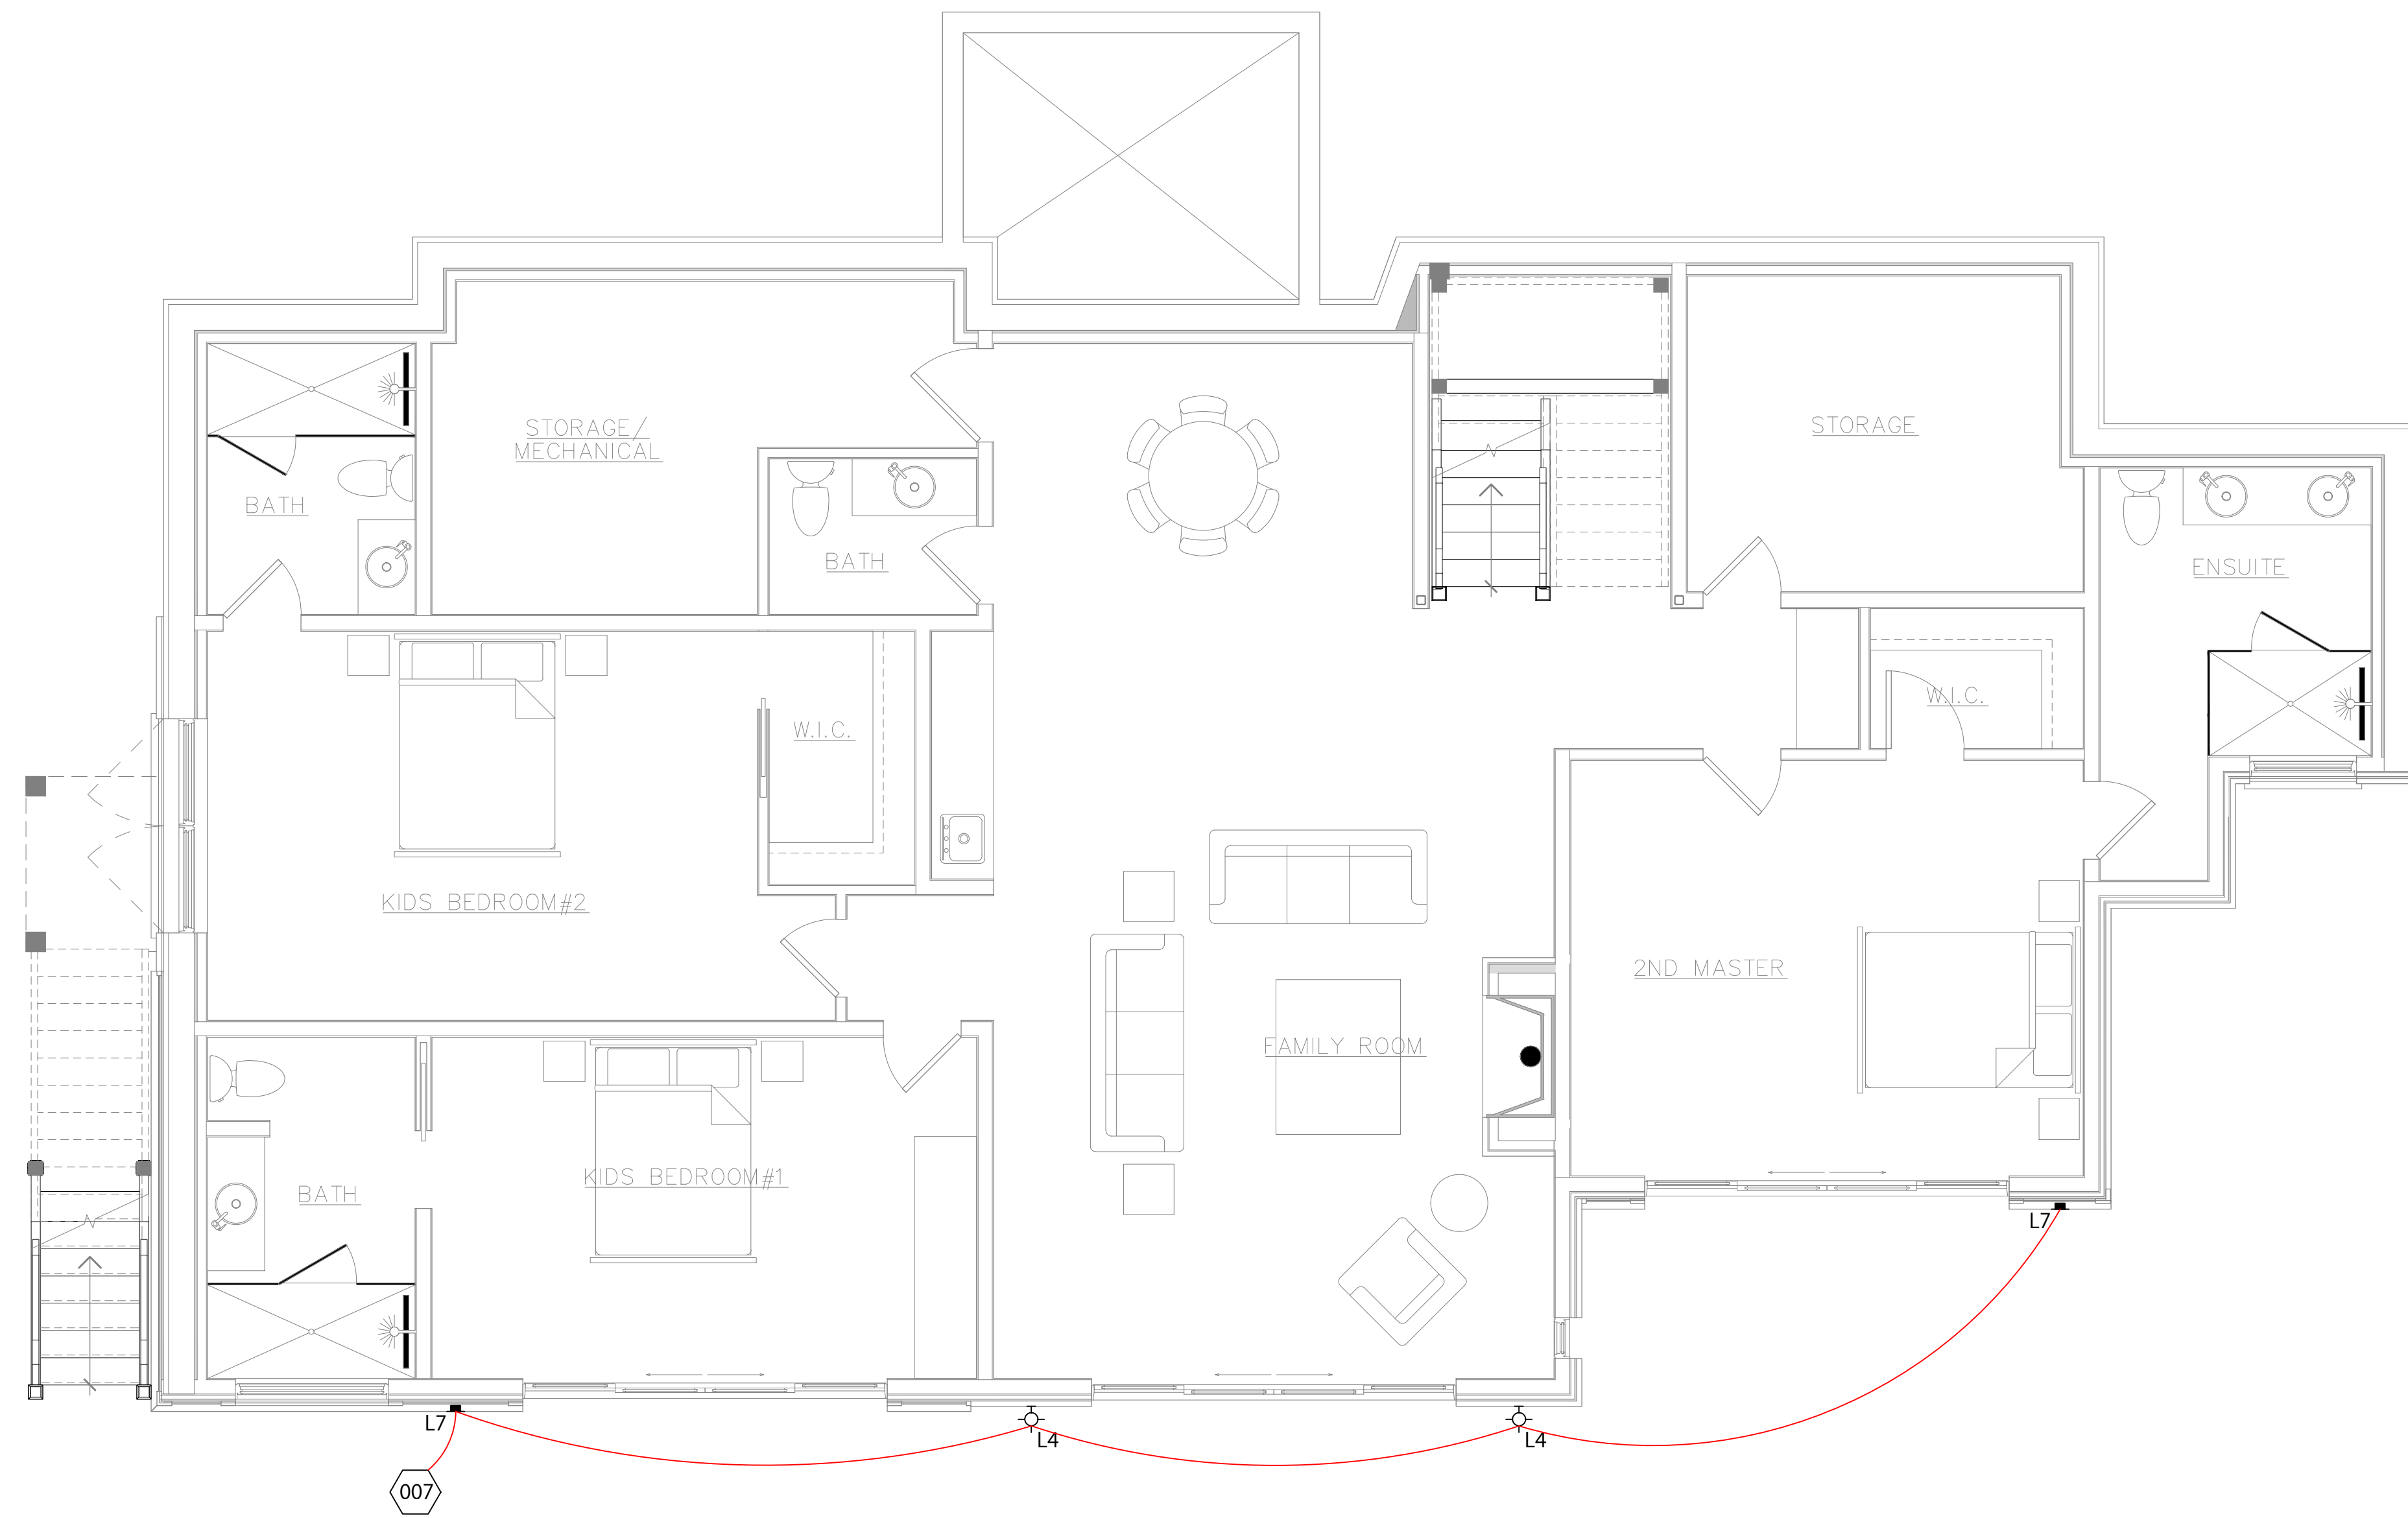 STORAGE/
MECHANICAL
STORAGE
BATH
BATH
ENSUITE
W.I.C.
W.I.C.
KIDS BEDROOM#2
2ND MASTER
FAMILY ROOM
KIDS BEDROOM#1
BATH
L7
L7
L4
L4
007